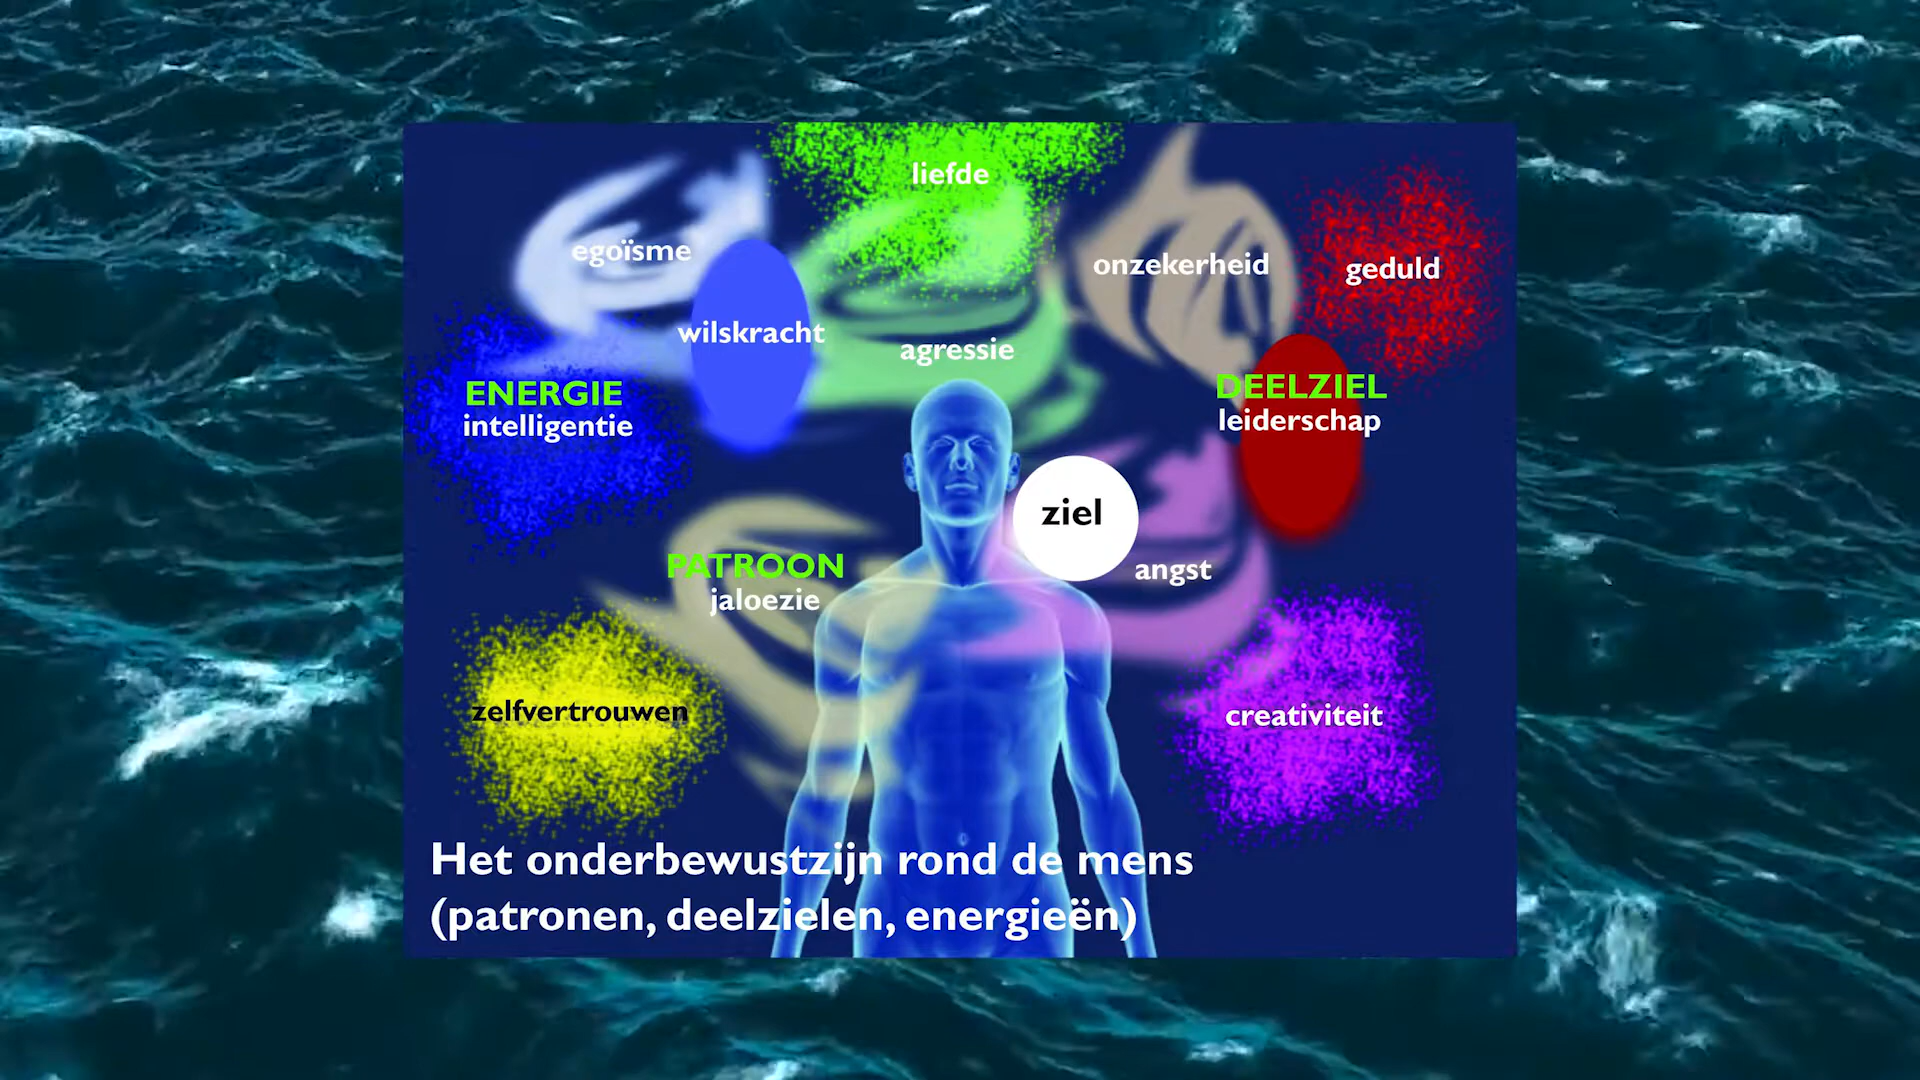 liefde
egoïsme
onzekerheid
geduld
wilskracht
agressie
ENERGIE
intelligentie
DEELZIEL
leiderschap
ziel
PATROON
jaloezie
angst
zelfvertrouwen
creativiteit
Het onderbewustzijn rond de mens
(patronen, deelzielen, energieën)